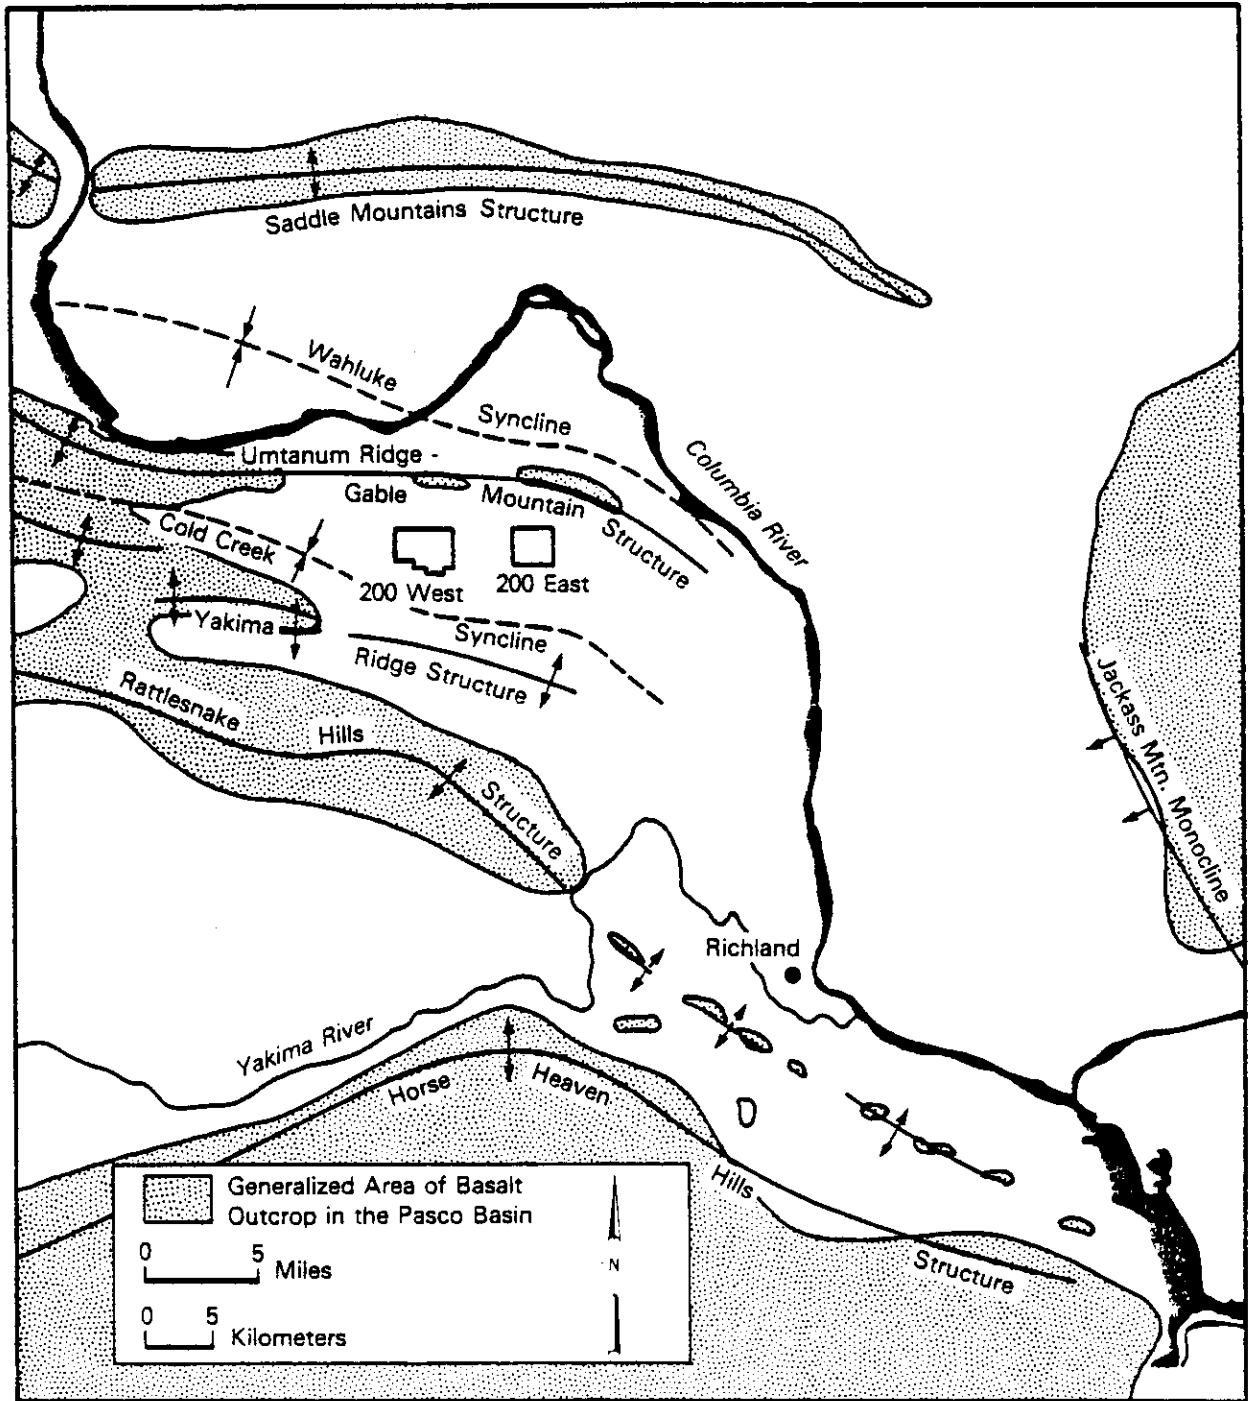 Saddle Mountains Structure
Wahluke
Syncline
Columbia River
Umtanum Ridge -
Gable
Mountain
Structure
Cold Creek
200 West
200 East
Syncline
Yakima
Ridge Structure
Rattlesnake
Hills
Structure
Jackass Mtn. Monocline
Richland
Yakima River
Horse
Heaven
Hills
Structure
Generalized Area of Basalt
Outcrop in the Pasco Basin
0 5
Miles
0 5
Kilometers
N